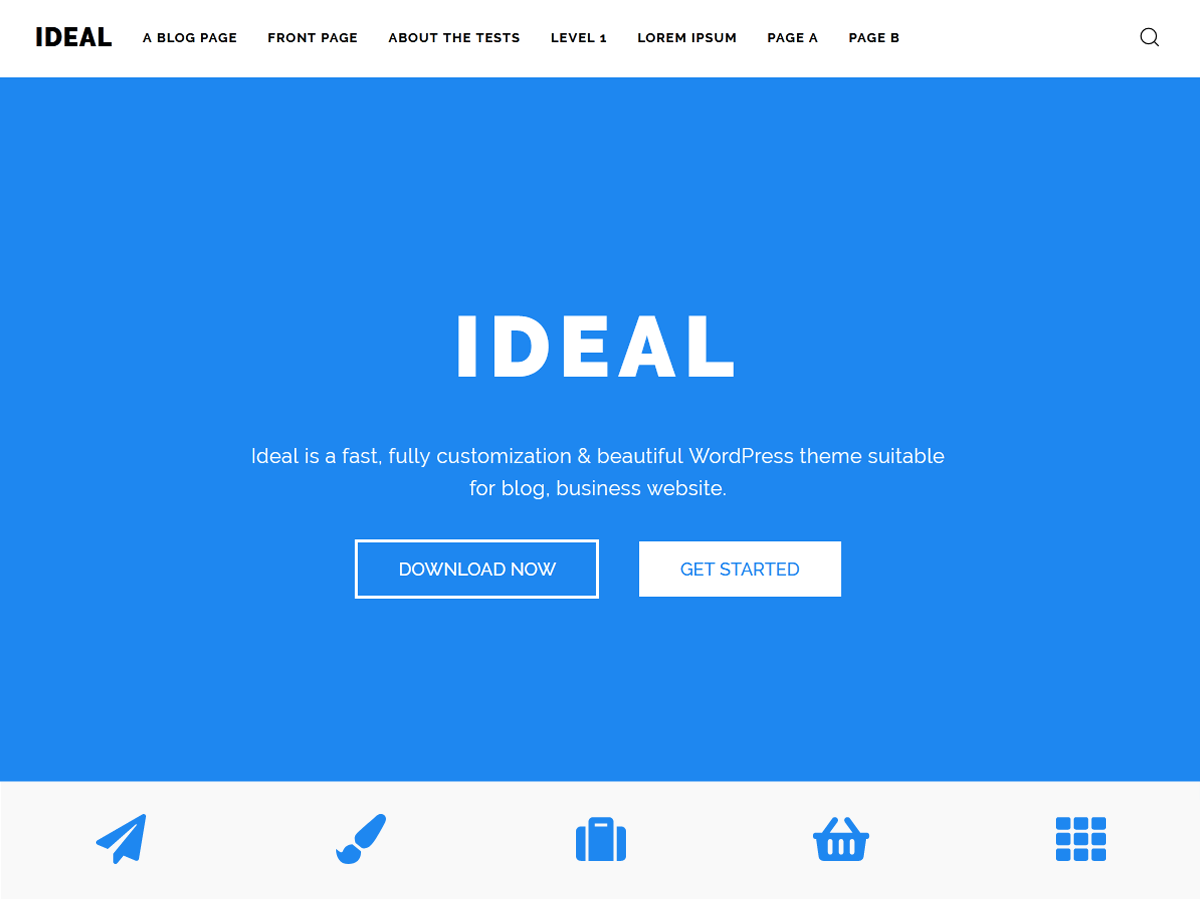 IDEAL A BLOG PAGE FRONT PAGE ABOUT THE TESTS LEVEL 1 LOREM IPSUM PAGE A PAGE B
IDEAL
Ideal is a fast, fully customization & beautiful WordPress theme suitable
for blog, business website.
DOWNLOAD NOW GET STARTED